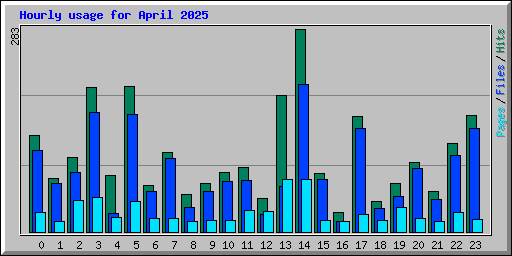 Hourly usage for April 2025
283
Pages / Files / Hits
0 1 2 3 4 5 6 7 8 9 10 11 12 13 14 15 16 17 18 19 20 21 22 23